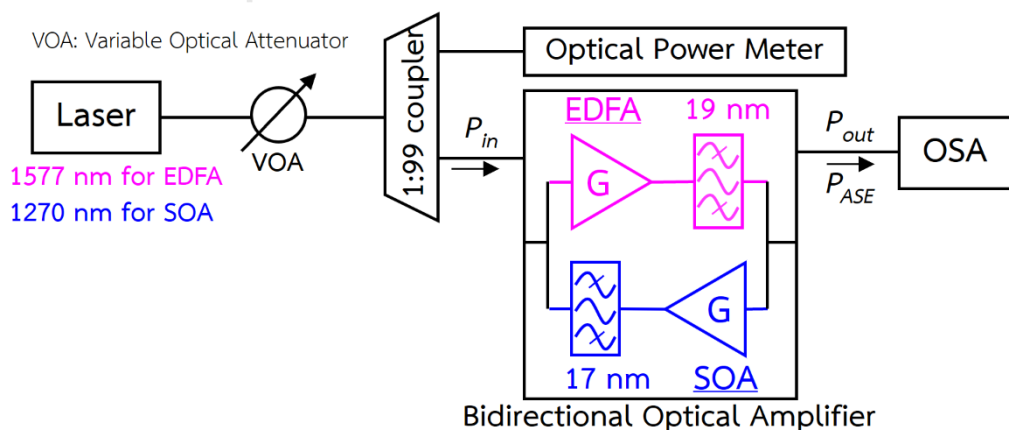 VOA: Variable Optical Attenuator
Laser
VOA
1577 nm for EDFA
1270 nm for SOA
1:99 coupler
Optical Power Meter
P_in
EDFA
19 nm
G
G
17 nm
SOA
Bidirectional Optical Amplifier
P_out
P_ASE
OSA